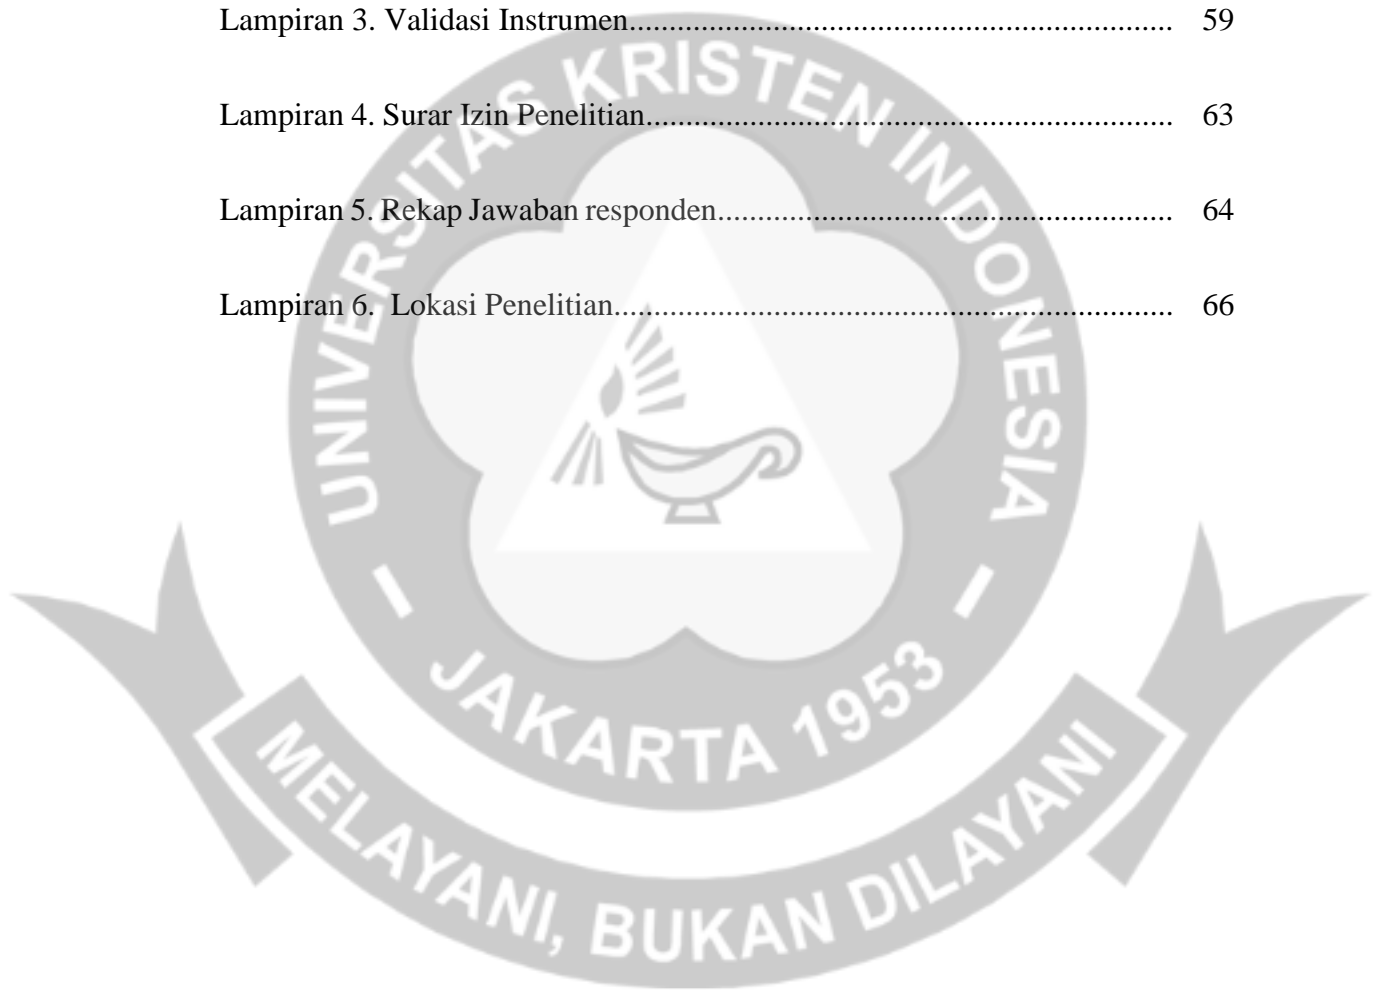 Lampiran 3. Validasi Instrumen.................................................................... 59
Lampiran 4. Surar Izin Penelitian.................................................................. 63
Lampiran 5. Rekap Jawaban responden......................................................... 64
Lampiran 6.  Lokasi Penelitian...................................................................... 66
UNIVERSITAS KRISTEN INDONESIA
JAKARTA 1953
MELAYANI, BUKAN DILAYANI